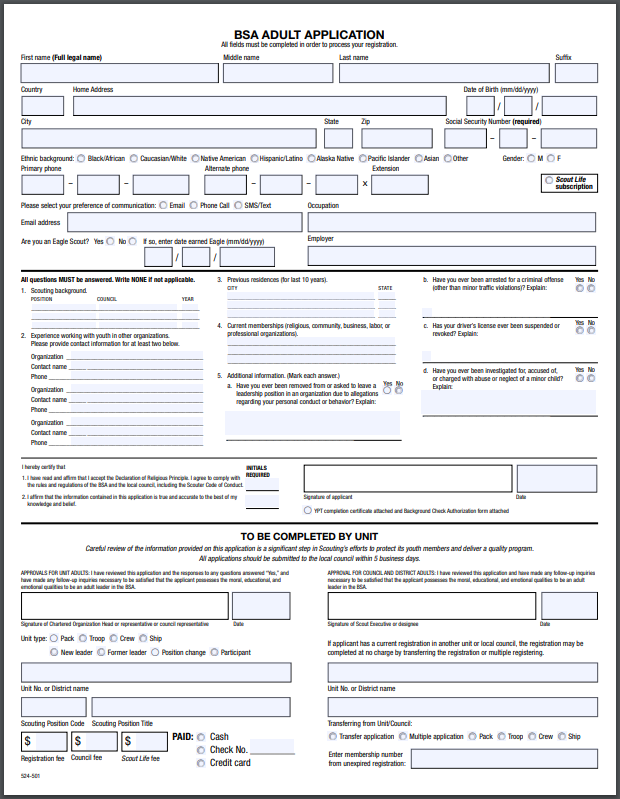 BSA ADULT APPLICATION
All fields must be completed in order to process your registration.
First name (Full legal name) Middle name Last name Suffix
Country Home Address Date of Birth (mm/dd/yyyy)
/ /
City State Zip Social Security Number (required)
– –
Ethnic background: Black/African Caucasian/White Native American Hispanic/Latino Alaska Native Pacific Islander Asian Other Gender: M F
Primary phone Alternate phone Extension
– – – – x
Scout Life
subscription
Please select your preference of communication: Email Phone Call SMS/Text Occupation
Email address
Are you an Eagle Scout? Yes No If so, enter date earned Eagle (mm/dd/yyyy) Employer
/ /
All questions MUST be answered. Write NONE if not applicable.
1. Scouting background.
POSITION COUNCIL YEAR
2. Experience working with youth in other organizations.
Please provide contact information for at least two below.
Organization
Contact name
Phone
Organization
Contact name
Phone
Organization
Contact name
Phone
3. Previous residences (for last 10 years).
CITY STATE
4. Current memberships (religious, community, business, labor, or
professional organizations).
5. Additional information. (Mark each answer.)
Yes No
a. Have you ever been removed from or asked to leave a
leadership position in an organization due to allegations
regarding your personal conduct or behavior? Explain:
b. Have you ever been arrested for a criminal offense Yes No
(other than minor traffic violations)? Explain:
c. Has your driver's license ever been suspended or Yes No
revoked? Explain:
d. Have you ever been investigated for, accused of, Yes No
or charged with abuse or neglect of a minor child?
Explain:
I hereby certify that
INITIALS
REQUIRED
1. I have read and affirm that I accept the Declaration of Religious Principle. I agree to comply with
the rules and regulations of the BSA and the local council, including the Scouter Code of Conduct.
2. I affirm that the information contained in this application is true and accurate to the best of my
knowledge and belief.
Signature of applicant Date
YPT completion certificate attached and Background Check Authorization form attached
TO BE COMPLETED BY UNIT
Careful review of the information provided on this application is a significant step in Scouting's efforts to protect its youth members and deliver a quality program.
All applications should be submitted to the local council within 5 business days.
APPROVALS FOR UNIT ADULTS: I have reviewed this application and the responses to any questions answered "Yes," and
have made any follow-up inquiries necessary to be satisfied that the applicant possesses the moral, educational, and
emotional qualities to be an adult leader in the BSA.
Signature of Chartered Organization Head or representative or council representative Date
Unit type: Pack Troop Crew Ship
New leader Former leader Position change Participant
Unit No. or District name
Scouting Position Code Scouting Position Title
$ $ $
Registration fee Council fee Scout Life fee
PAID: Cash
Check No.
Credit card
524-501
APPROVAL FOR COUNCIL AND DISTRICT ADULTS: I have reviewed this application and have made any follow-up inquiries
necessary to be satisfied that the applicant possesses the moral, educational, and emotional qualities to be an adult
leader in the BSA.
Signature of Scout Executive or designee Date
If applicant has a current registration in another unit or local council, the registration may be
completed at no charge by transferring the registration or multiple registering.
Unit No. or District name
Transferring from Unit/Council:
Transfer application Multiple application Pack Troop Crew Ship
Enter membership number
from unexpired registration: